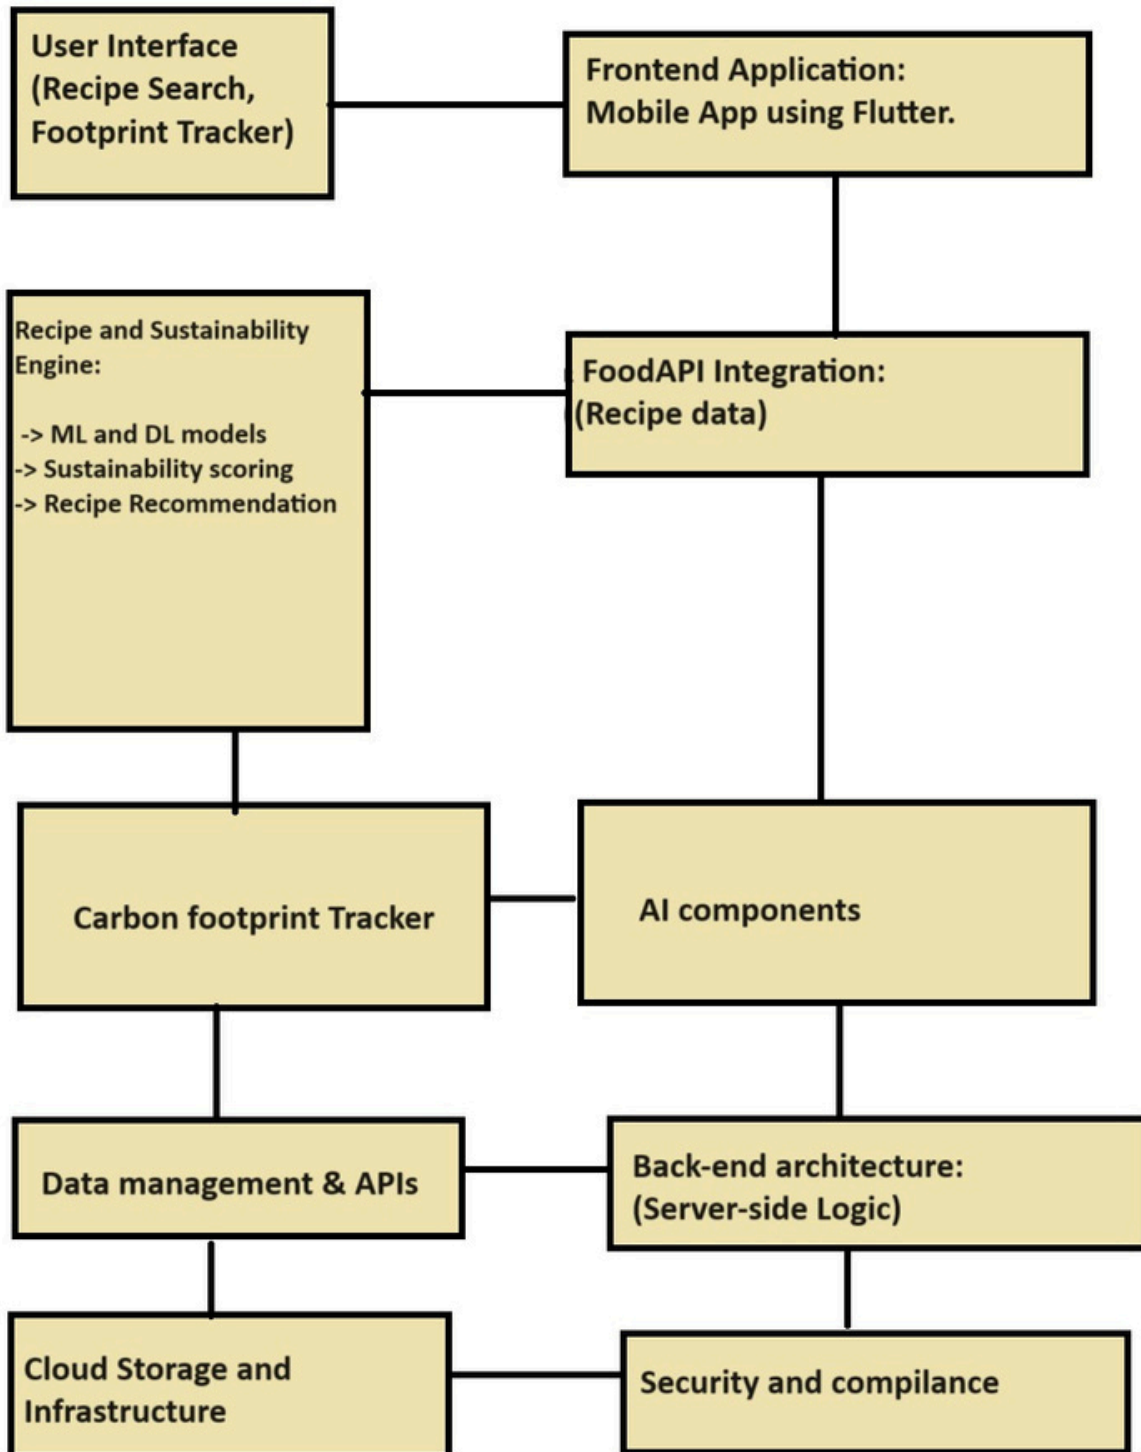 User Interface
(Recipe Search,
Footprint Tracker)
Frontend Application:
Mobile App using Flutter.
Recipe and Sustainability
Engine:
-> ML and DL models
-> Sustainability scoring
-> Recipe Recommendation
FoodAPI Integration:
(Recipe data)
Carbon footprint Tracker
AI components
Data management & APIs
Back-end architecture:
(Server-side Logic)
Cloud Storage and
Infrastructure
Security and compilance